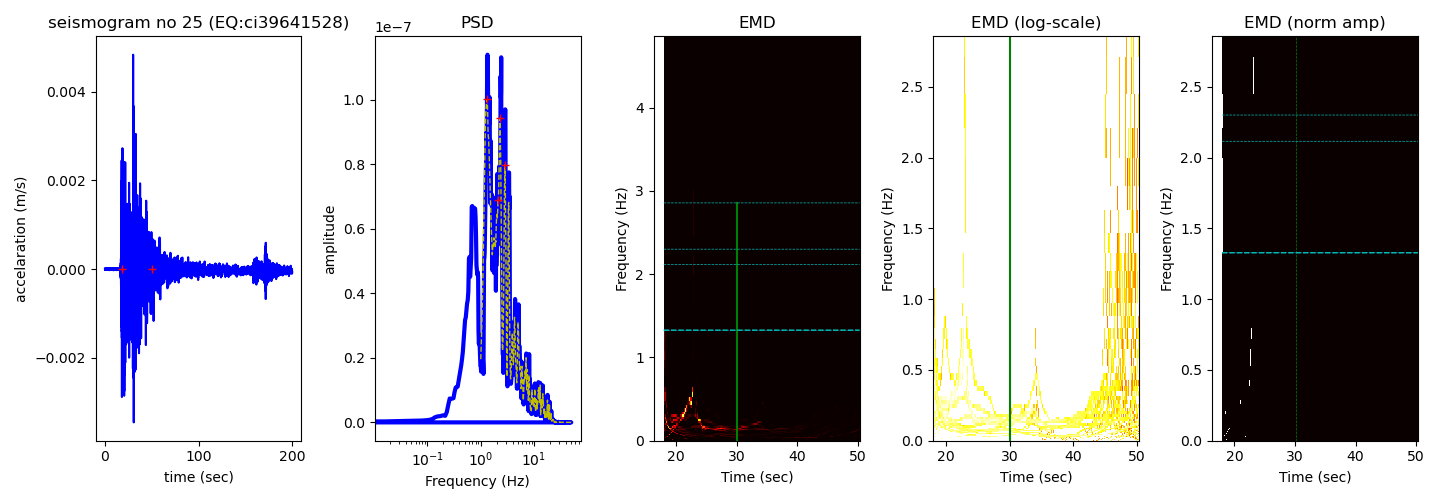 seismogram no 25 (EQ:ci39641528)
accelaration (m/s)
0.004
0.002
0.000
−0.002
0
100
200
time (sec)
PSD
1e−7
amplitude
1.0
0.8
0.6
0.4
0.2
0.0
10⁻¹
10⁰
10¹
Frequency (Hz)
EMD
Frequency (Hz)
4
3
2
1
0
20
30
40
50
Time (sec)
EMD (log-scale)
Frequency (Hz)
2.5
2.0
1.5
1.0
0.5
0.0
20
30
40
50
Time (sec)
EMD (norm amp)
Frequency (Hz)
2.5
2.0
1.5
1.0
0.5
0.0
20
30
40
50
Time (sec)